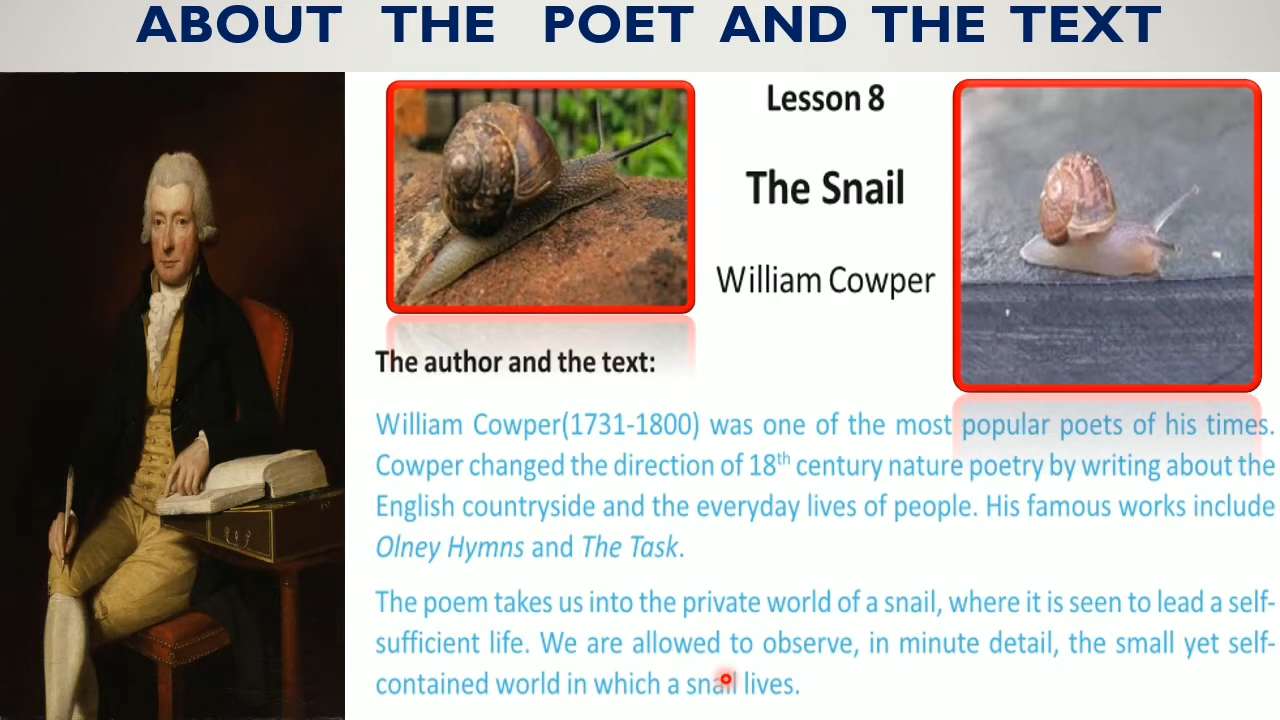 ABOUT THE POET AND THE TEXT
Lesson 8
The Snail
William Cowper
The author and the text:
William Cowper(1731-1800) was one of the most popular poets of his times.
Cowper changed the direction of 18th century nature poetry by writing about the
English countryside and the everyday lives of people. His famous works include
Olney Hymns and The Task.
The poem takes us into the private world of a snail, where it is seen to lead a self-
sufficient life. We are allowed to observe, in minute detail, the small yet self-
contained world in which a snail lives.